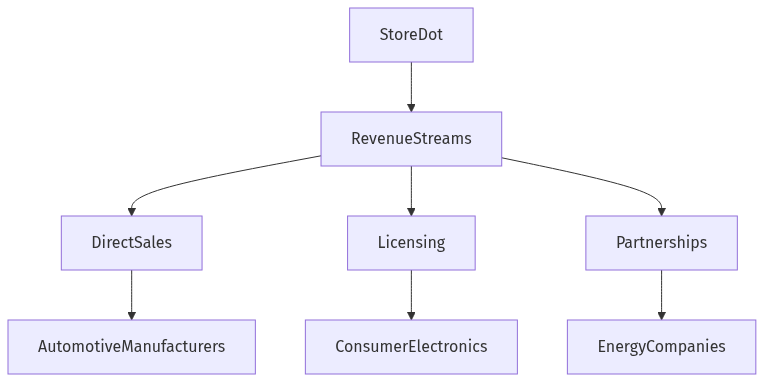 StoreDot
RevenueStreams
DirectSales
Licensing
Partnerships
AutomotiveManufacturers
ConsumerElectronics
EnergyCompanies